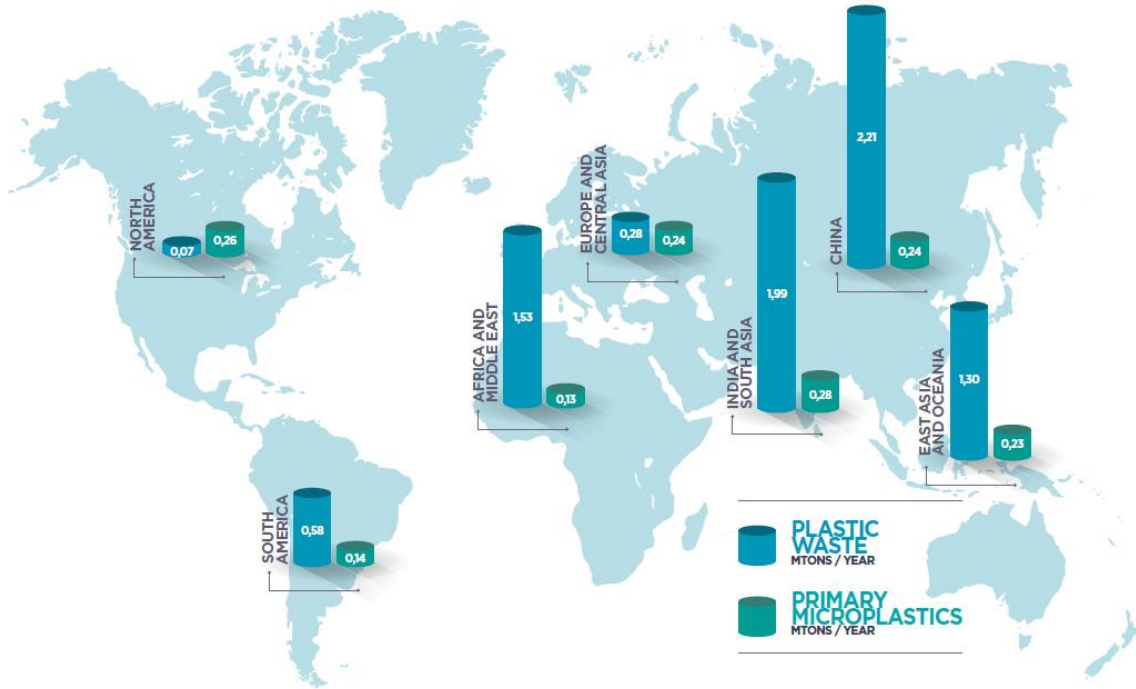 NORTH
AMERICA
0,07
0,26
EUROPE AND
CENTRAL ASIA
0,28
0,24
CHINA
2,21
0,24
AFRICA AND
MIDDLE EAST
1,53
0,13
INDIA AND
SOUTH ASIA
1,99
0,28
EAST ASIA
AND OCEANIA
1,30
0,23
SOUTH
AMERICA
0,58
0,14
PLASTIC
WASTE
MTONS / YEAR
PRIMARY
MICROPLASTICS
MTONS / YEAR